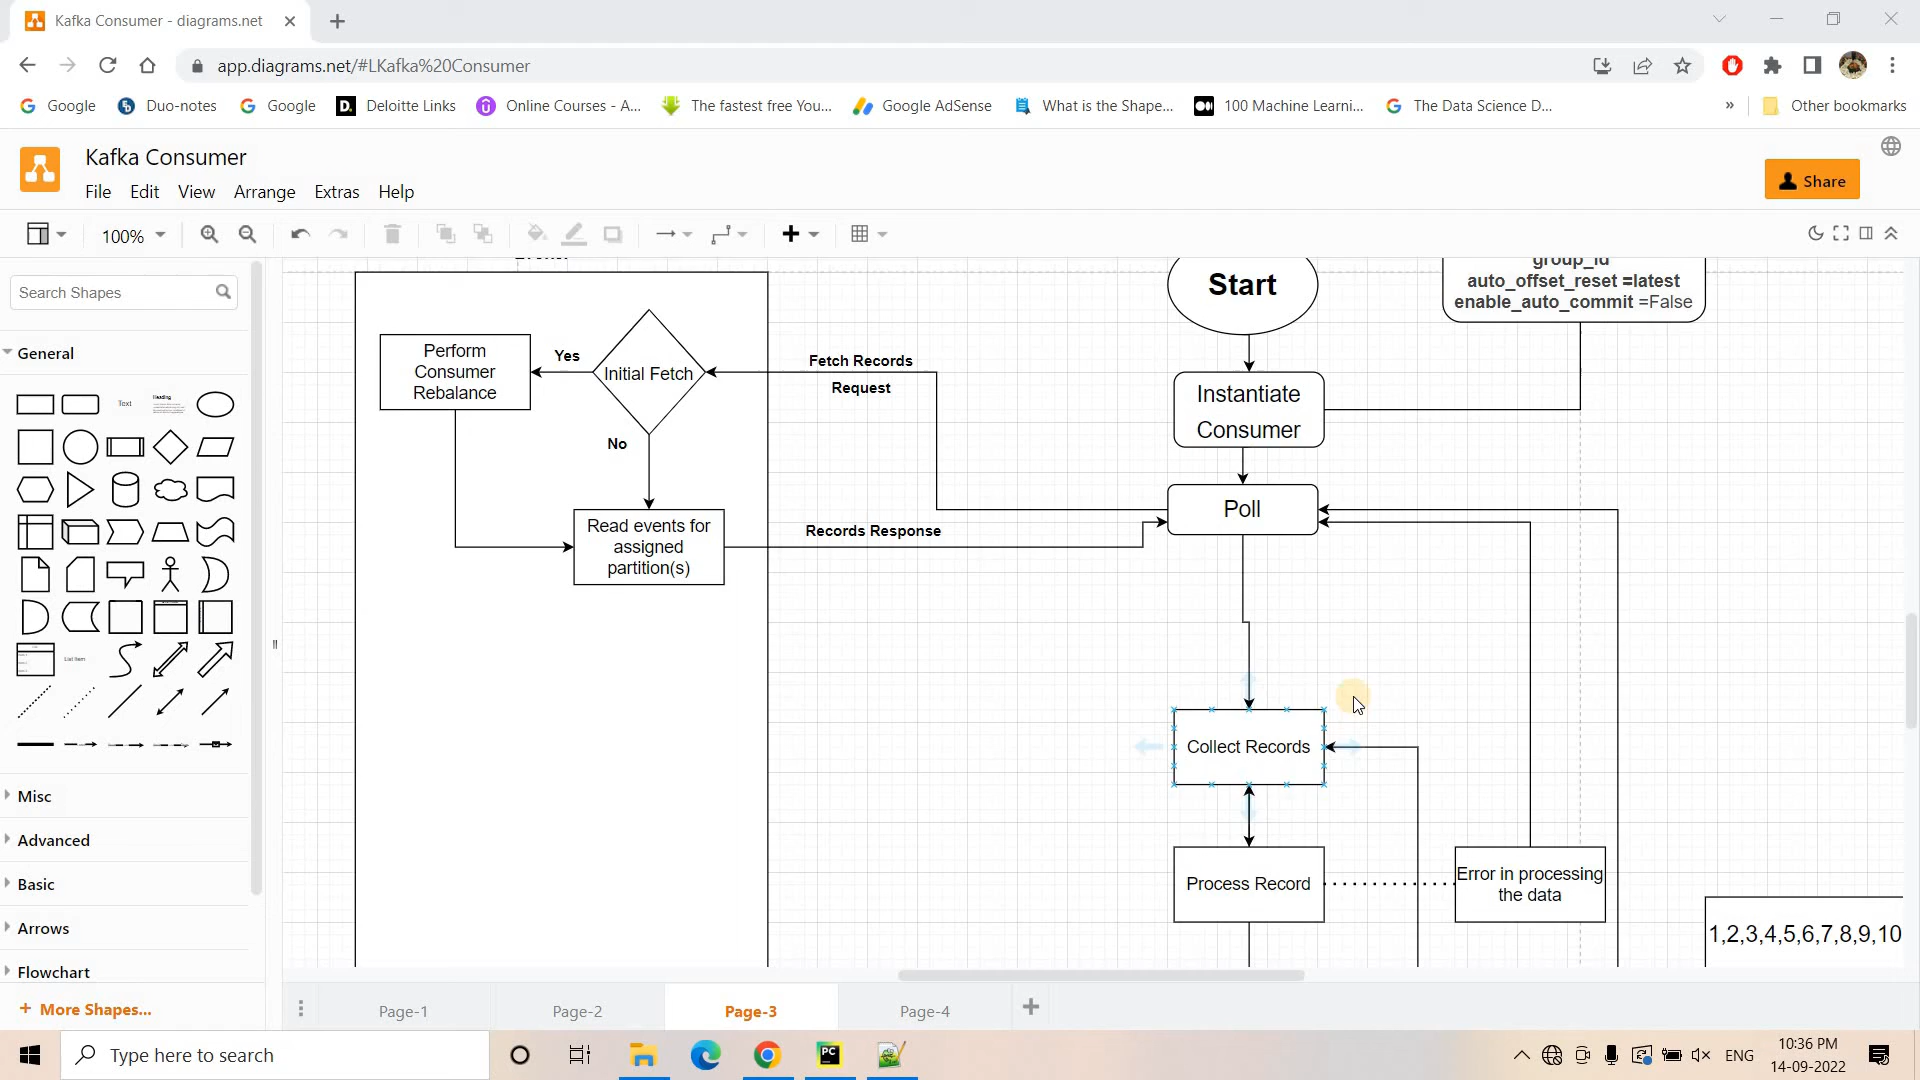 Kafka Consumer - diagrams.net
app.diagrams.net/#LKafka%20Consumer
Google
Duo-notes
Google
Deloitte Links
Online Courses - A...
The fastest free You...
Google AdSense
What is the Shape...
100 Machine Learni...
The Data Science D...
»
Other bookmarks
Kafka Consumer
File Edit View Arrange Extras Help
Share
100%
Search Shapes
General
Text
Heading
List Item
Misc
Advanced
Basic
Arrows
Flowchart
+ More Shapes...
Perform
Consumer
Rebalance
Yes
Initial Fetch
No
Read events for
assigned
partition(s)
Fetch Records
Request
Records Response
Start
group_id
auto_offset_reset =latest
enable_auto_commit =False
Instantiate
Consumer
Poll
Collect Records
Process Record
Error in processing
the data
1,2,3,4,5,6,7,8,9,10
Page-1
Page-2
Page-3
Page-4
Type here to search
PC
ENG
10:36 PM
14-09-2022